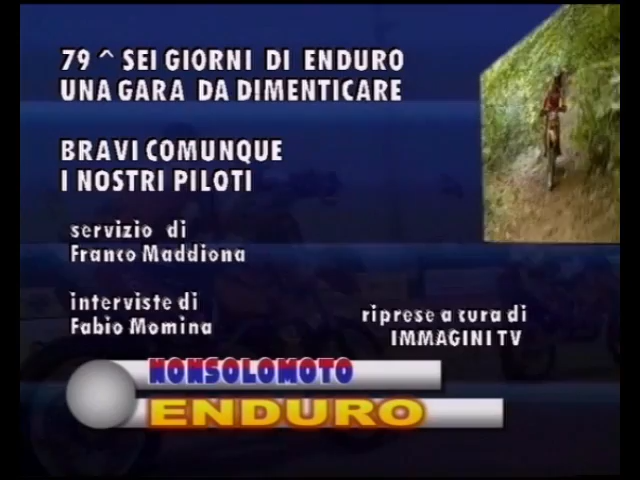 79^ SEI GIORNI DI ENDURO
UNA GARA DA DIMENTICARE
BRAVI COMUNQUE
I NOSTRI PILOTI
servizio di
Franco Maddiona
interviste di
Fabio Momina
riprese a cura di
IMMAGINI TV
NONSOLOMOTO
ENDURO